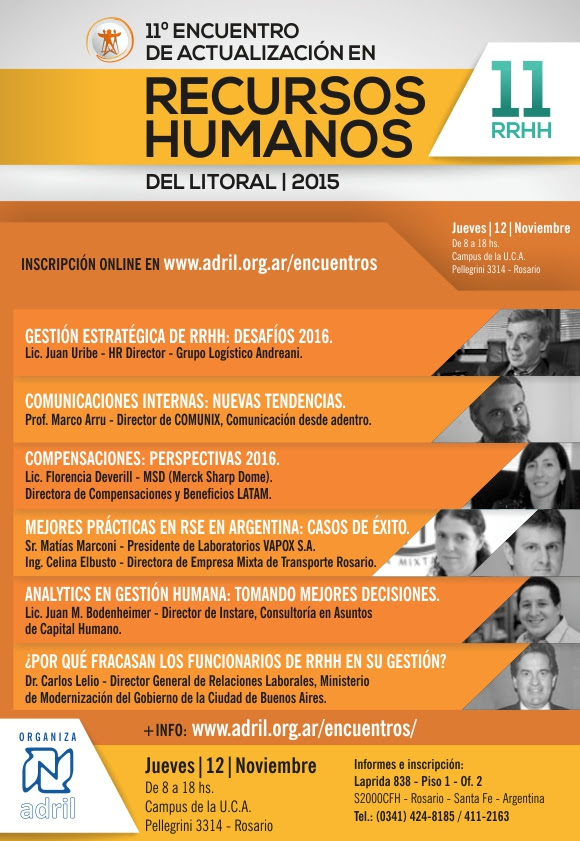 11º ENCUENTRO
DE ACTUALIZACIÓN EN
RECURSOS
HUMANOS
DEL LITORAL | 2015
11
RRHH
Jueves | 12 | Noviembre
De 8 a 18 hs.
Campus de la U.C.A.
Pellegrini 3314 - Rosario
INSCRIPCIÓN ONLINE EN www.adril.org.ar/encuentros
GESTIÓN ESTRATÉGICA DE RRHH: DESAFÍOS 2016.
Lic. Juan Uribe - HR Director - Grupo Logístico Andreani.
COMUNICACIONES INTERNAS: NUEVAS TENDENCIAS.
Prof. Marco Arru - Director de COMUNIX, Comunicación desde adentro.
COMPENSACIONES: PERSPECTIVAS 2016.
Lic. Florencia Deverill - MSD (Merck Sharp Dome).
Directora de Compensaciones y Beneficios LATAM.
MEJORES PRÁCTICAS EN RSE EN ARGENTINA: CASOS DE ÉXITO.
Sr. Matías Marconi - Presidente de Laboratorios VAPOX S.A.
Ing. Celina Elbusto - Directora de Empresa Mixta de Transporte Rosario.
MIXT
ANALYTICS EN GESTIÓN HUMANA: TOMANDO MEJORES DECISIONES.
Lic. Juan M. Bodenheimer - Director de Instare, Consultoría en Asuntos
de Capital Humano.
¿POR QUÉ FRACASAN LOS FUNCIONARIOS DE RRHH EN SU GESTIÓN?
Dr. Carlos Lelio - Director General de Relaciones Laborales, Ministerio
de Modernización del Gobierno de la Ciudad de Buenos Aires.
+INFO: www.adril.org.ar/encuentros/
ORGANIZA
adril
Jueves | 12 | Noviembre
De 8 a 18 hs.
Campus de la U.C.A.
Pellegrini 3314 - Rosario
Informes e inscripción:
Laprida 838 - Piso 1 - Of. 2
S2000CFH - Rosario - Santa Fe - Argentina
Tel.: (0341) 424-8185 / 411-2163